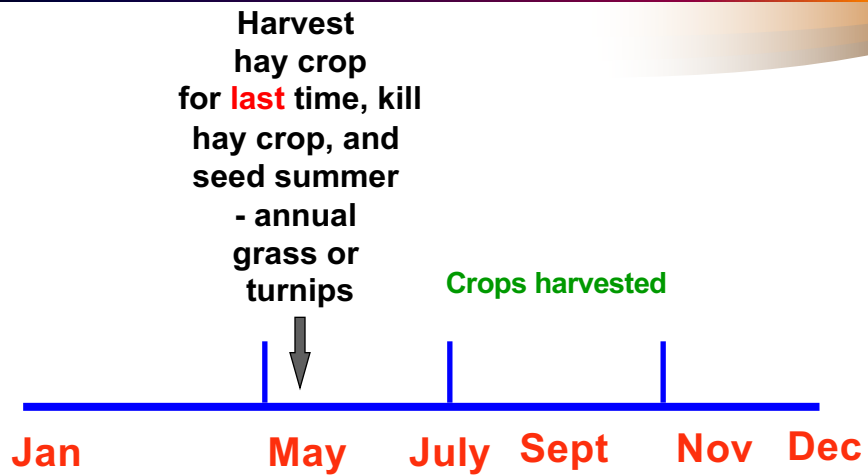 Harvest
hay crop
for last time, kill
hay crop, and
seed summer
- annual
grass or
turnips
Crops harvested
Jan May July Sept Nov Dec